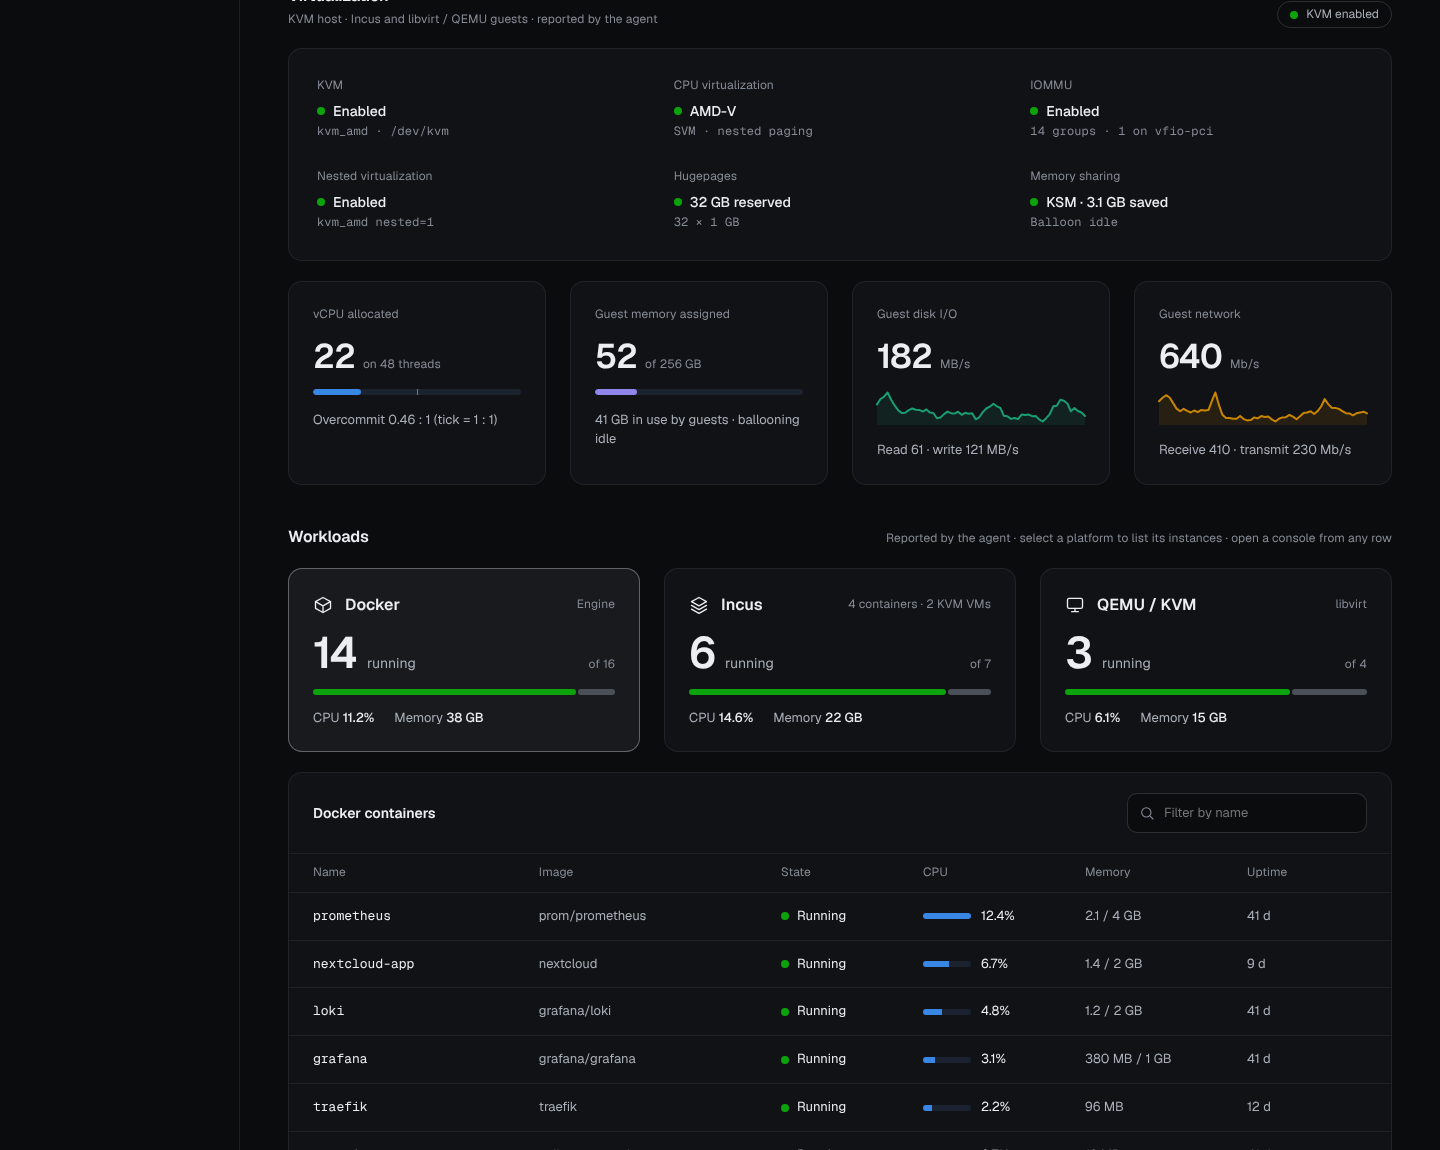 KVM host · Incus and libvirt / QEMU guests · reported by the agent
KVM enabled
KVM
CPU virtualization
IOMMU
Enabled
AMD-V
Enabled
kvm_amd · /dev/kvm
SVM · nested paging
14 groups · 1 on vfio-pci
Nested virtualization
Hugepages
Memory sharing
Enabled
32 GB reserved
KSM · 3.1 GB saved
kvm_amd nested=1
32 × 1 GB
Balloon idle
vCPU allocated
22 on 48 threads
Overcommit 0.46 : 1 (tick = 1 : 1)
Guest memory assigned
52 of 256 GB
41 GB in use by guests · ballooning
idle
Guest disk I/O
182 MB/s
Read 61 · write 121 MB/s
Guest network
640 Mb/s
Receive 410 · transmit 230 Mb/s
Workloads
Reported by the agent · select a platform to list its instances · open a console from any row
Docker
Engine
14 running
of 16
CPU 11.2% Memory 38 GB
Incus
4 containers · 2 KVM VMs
6 running
of 7
CPU 14.6% Memory 22 GB
QEMU / KVM
libvirt
3 running
of 4
CPU 6.1% Memory 15 GB
Docker containers
Filter by name
Name Image State CPU Memory Uptime
prometheus prom/prometheus Running 12.4% 2.1 / 4 GB 41 d
nextcloud-app nextcloud Running 6.7% 1.4 / 2 GB 9 d
loki grafana/loki Running 4.8% 1.2 / 2 GB 41 d
grafana grafana/grafana Running 3.1% 380 MB / 1 GB 41 d
traefik traefik Running 2.2% 96 MB 12 d